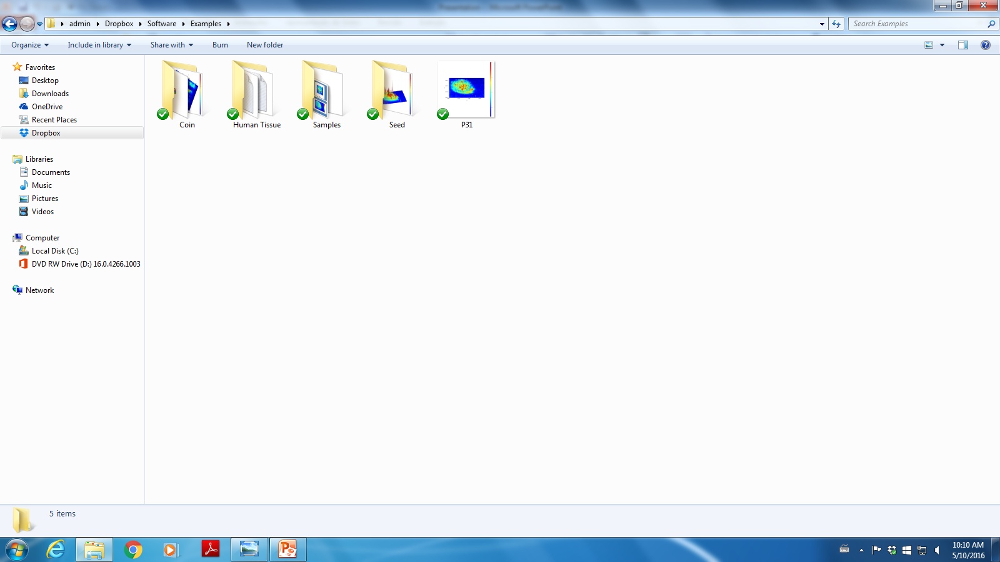 admin Dropbox Software Examples
Search Examples
Organize Include in library Share with Burn New folder
Favorites
Desktop
Downloads
OneDrive
Recent Places
Dropbox
Libraries
Documents
Music
Pictures
Videos
Computer
Local Disk (C:)
DVD RW Drive (D:) 16.0.4266.1003
Network
Coin Human Tissue Samples Seed P31
5 items
10:10 AM
5/10/2016